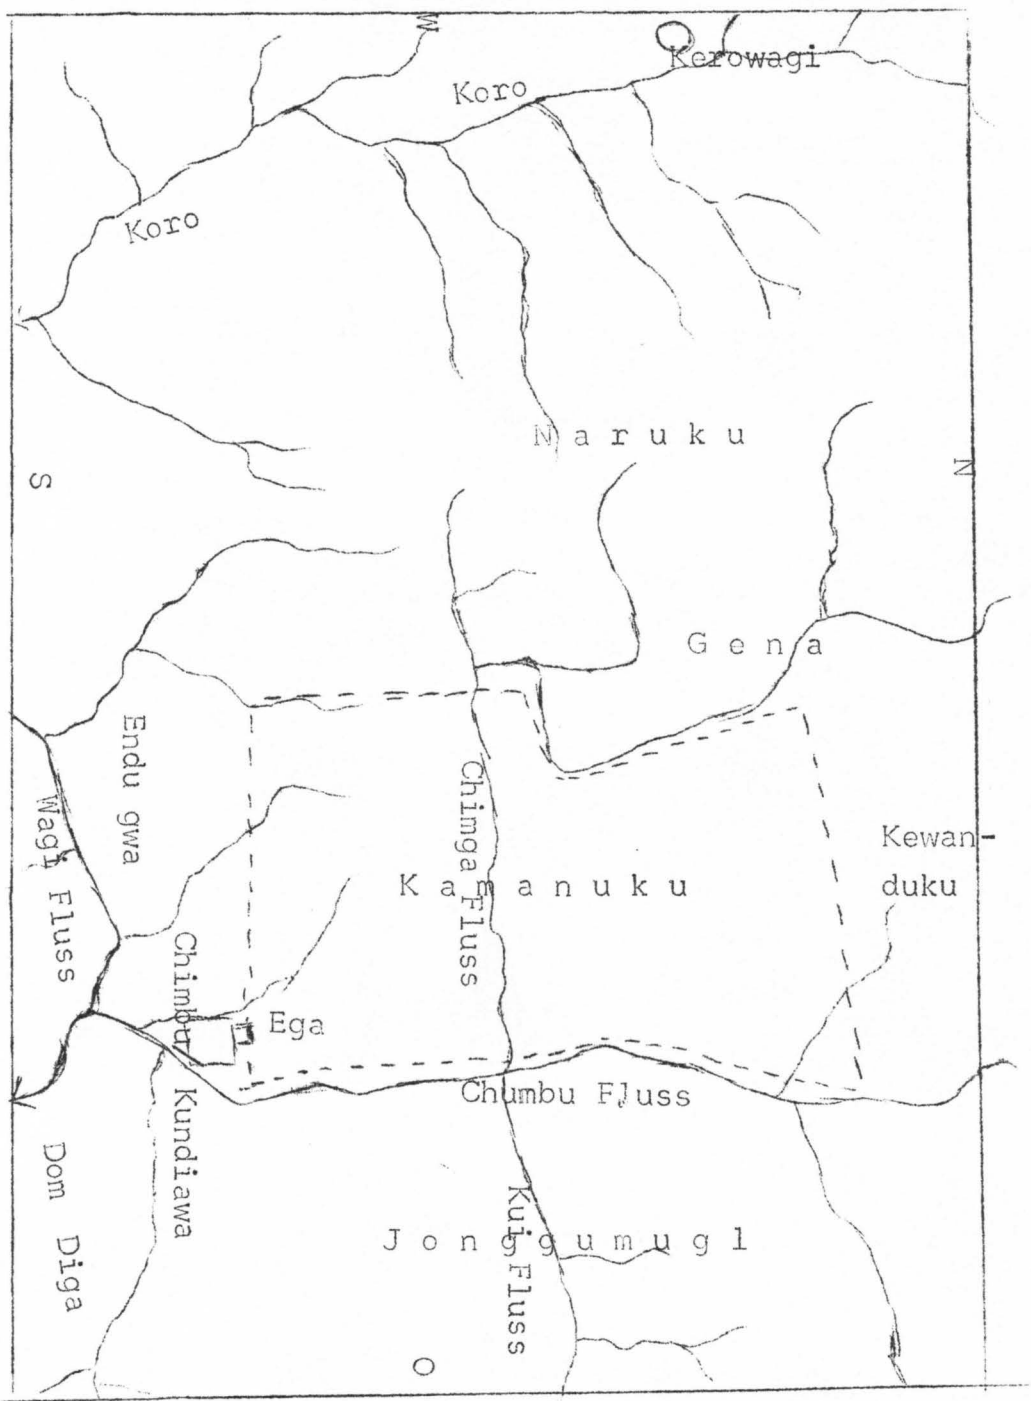 W
Kerowagi
Koro
Koro
Naruku
N
S
Gena
Endu gwa
Wagi Fluss
Chimga Fluss
Kamanuku
Kewan-
duku
Chimbu
Ega
Chumbu Fluss
Kundiawa
Dom Diga
Kui Fluss
Jonggumugl
O